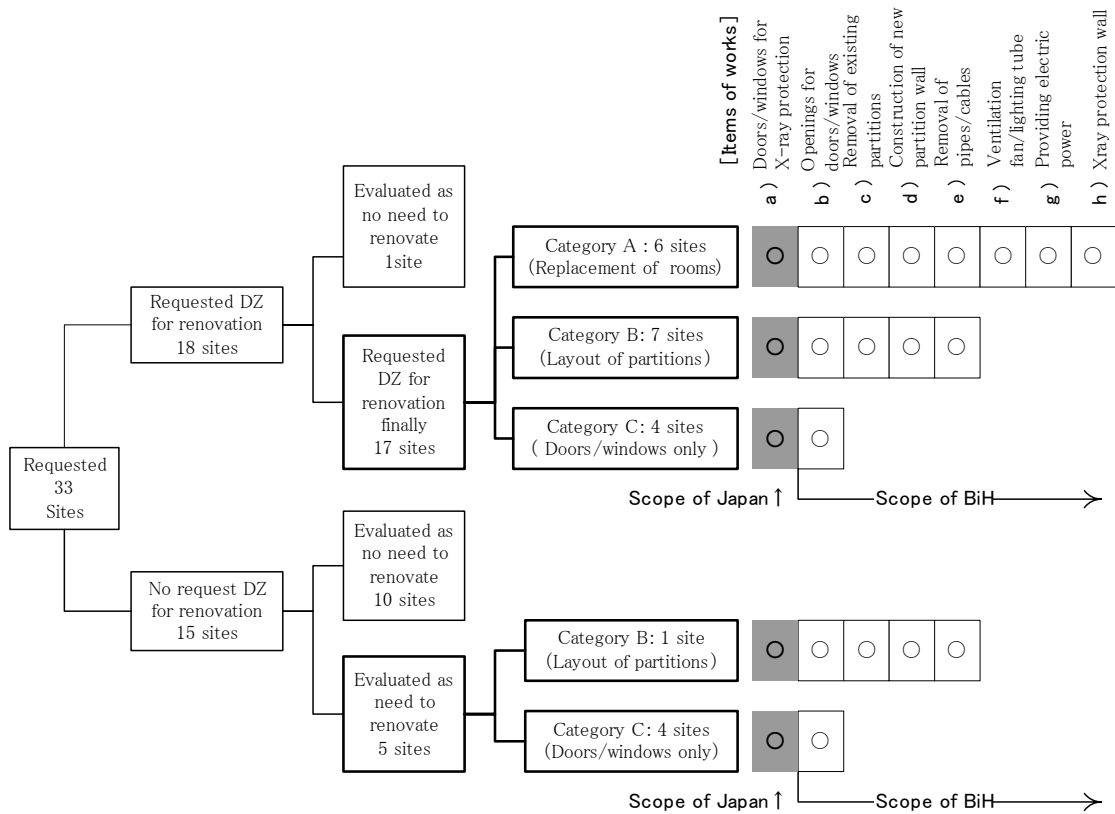 [Items of works]
a) Doors/windows for
X-ray protection
b) Openings for
doors/windows
c) Removal of existing
partitions
d) Construction of new
partition wall
e) Removal of
pipes/cables
f) Ventilation
fan/lighting tube
g) Providing electric
power
h) Xray protection wall
Requested
33
Sites
Requested DZ
for renovation
18 sites
Evaluated as
no need to
renovate
1site
Requested
DZ for
renovation
finally
17 sites
Category A : 6 sites
(Replacement of rooms)
Category B: 7 sites
(Layout of partitions)
Category C: 4 sites
( Doors/windows only )
Scope of Japan ↑
Scope of BiH
No request DZ
for renovation
15 sites
Evaluated as
no need to
renovate
10 sites
Evaluated as
need to
renovate
5 sites
Category B: 1 site
(Layout of partitions)
Category C: 4 sites
(Doors/windows only)
Scope of Japan ↑
Scope of BiH